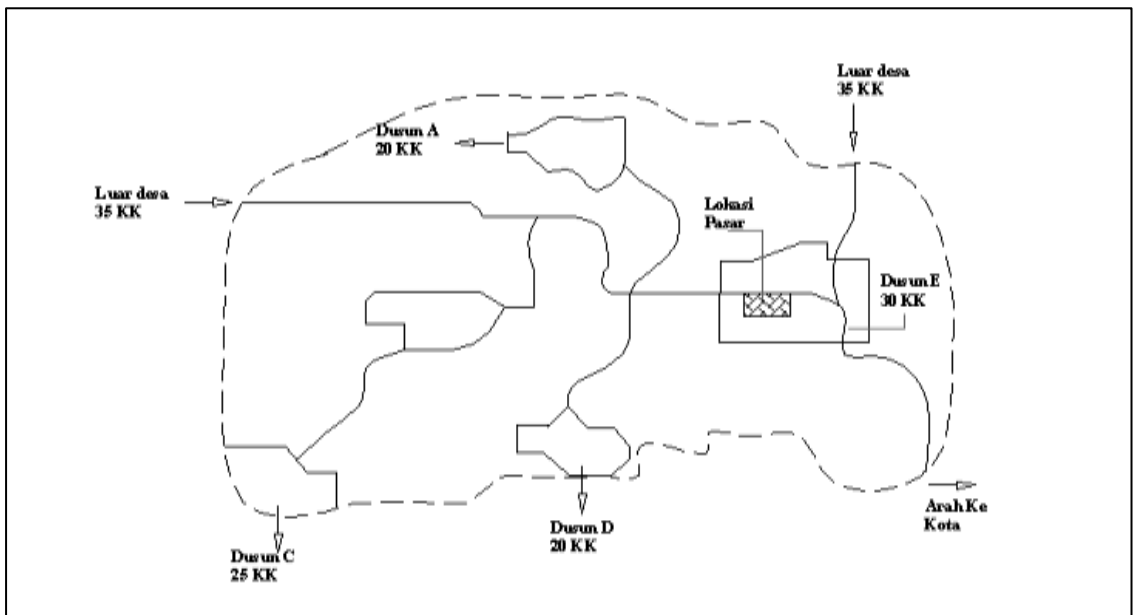 Luar desa
35 KK
Dusun A
20 KK
Luar desa
35 KK
Lokasi
Pasar
Dusun E
30 KK
Arah Ke
Kota
Dusun D
20 KK
Dusun C
25 KK